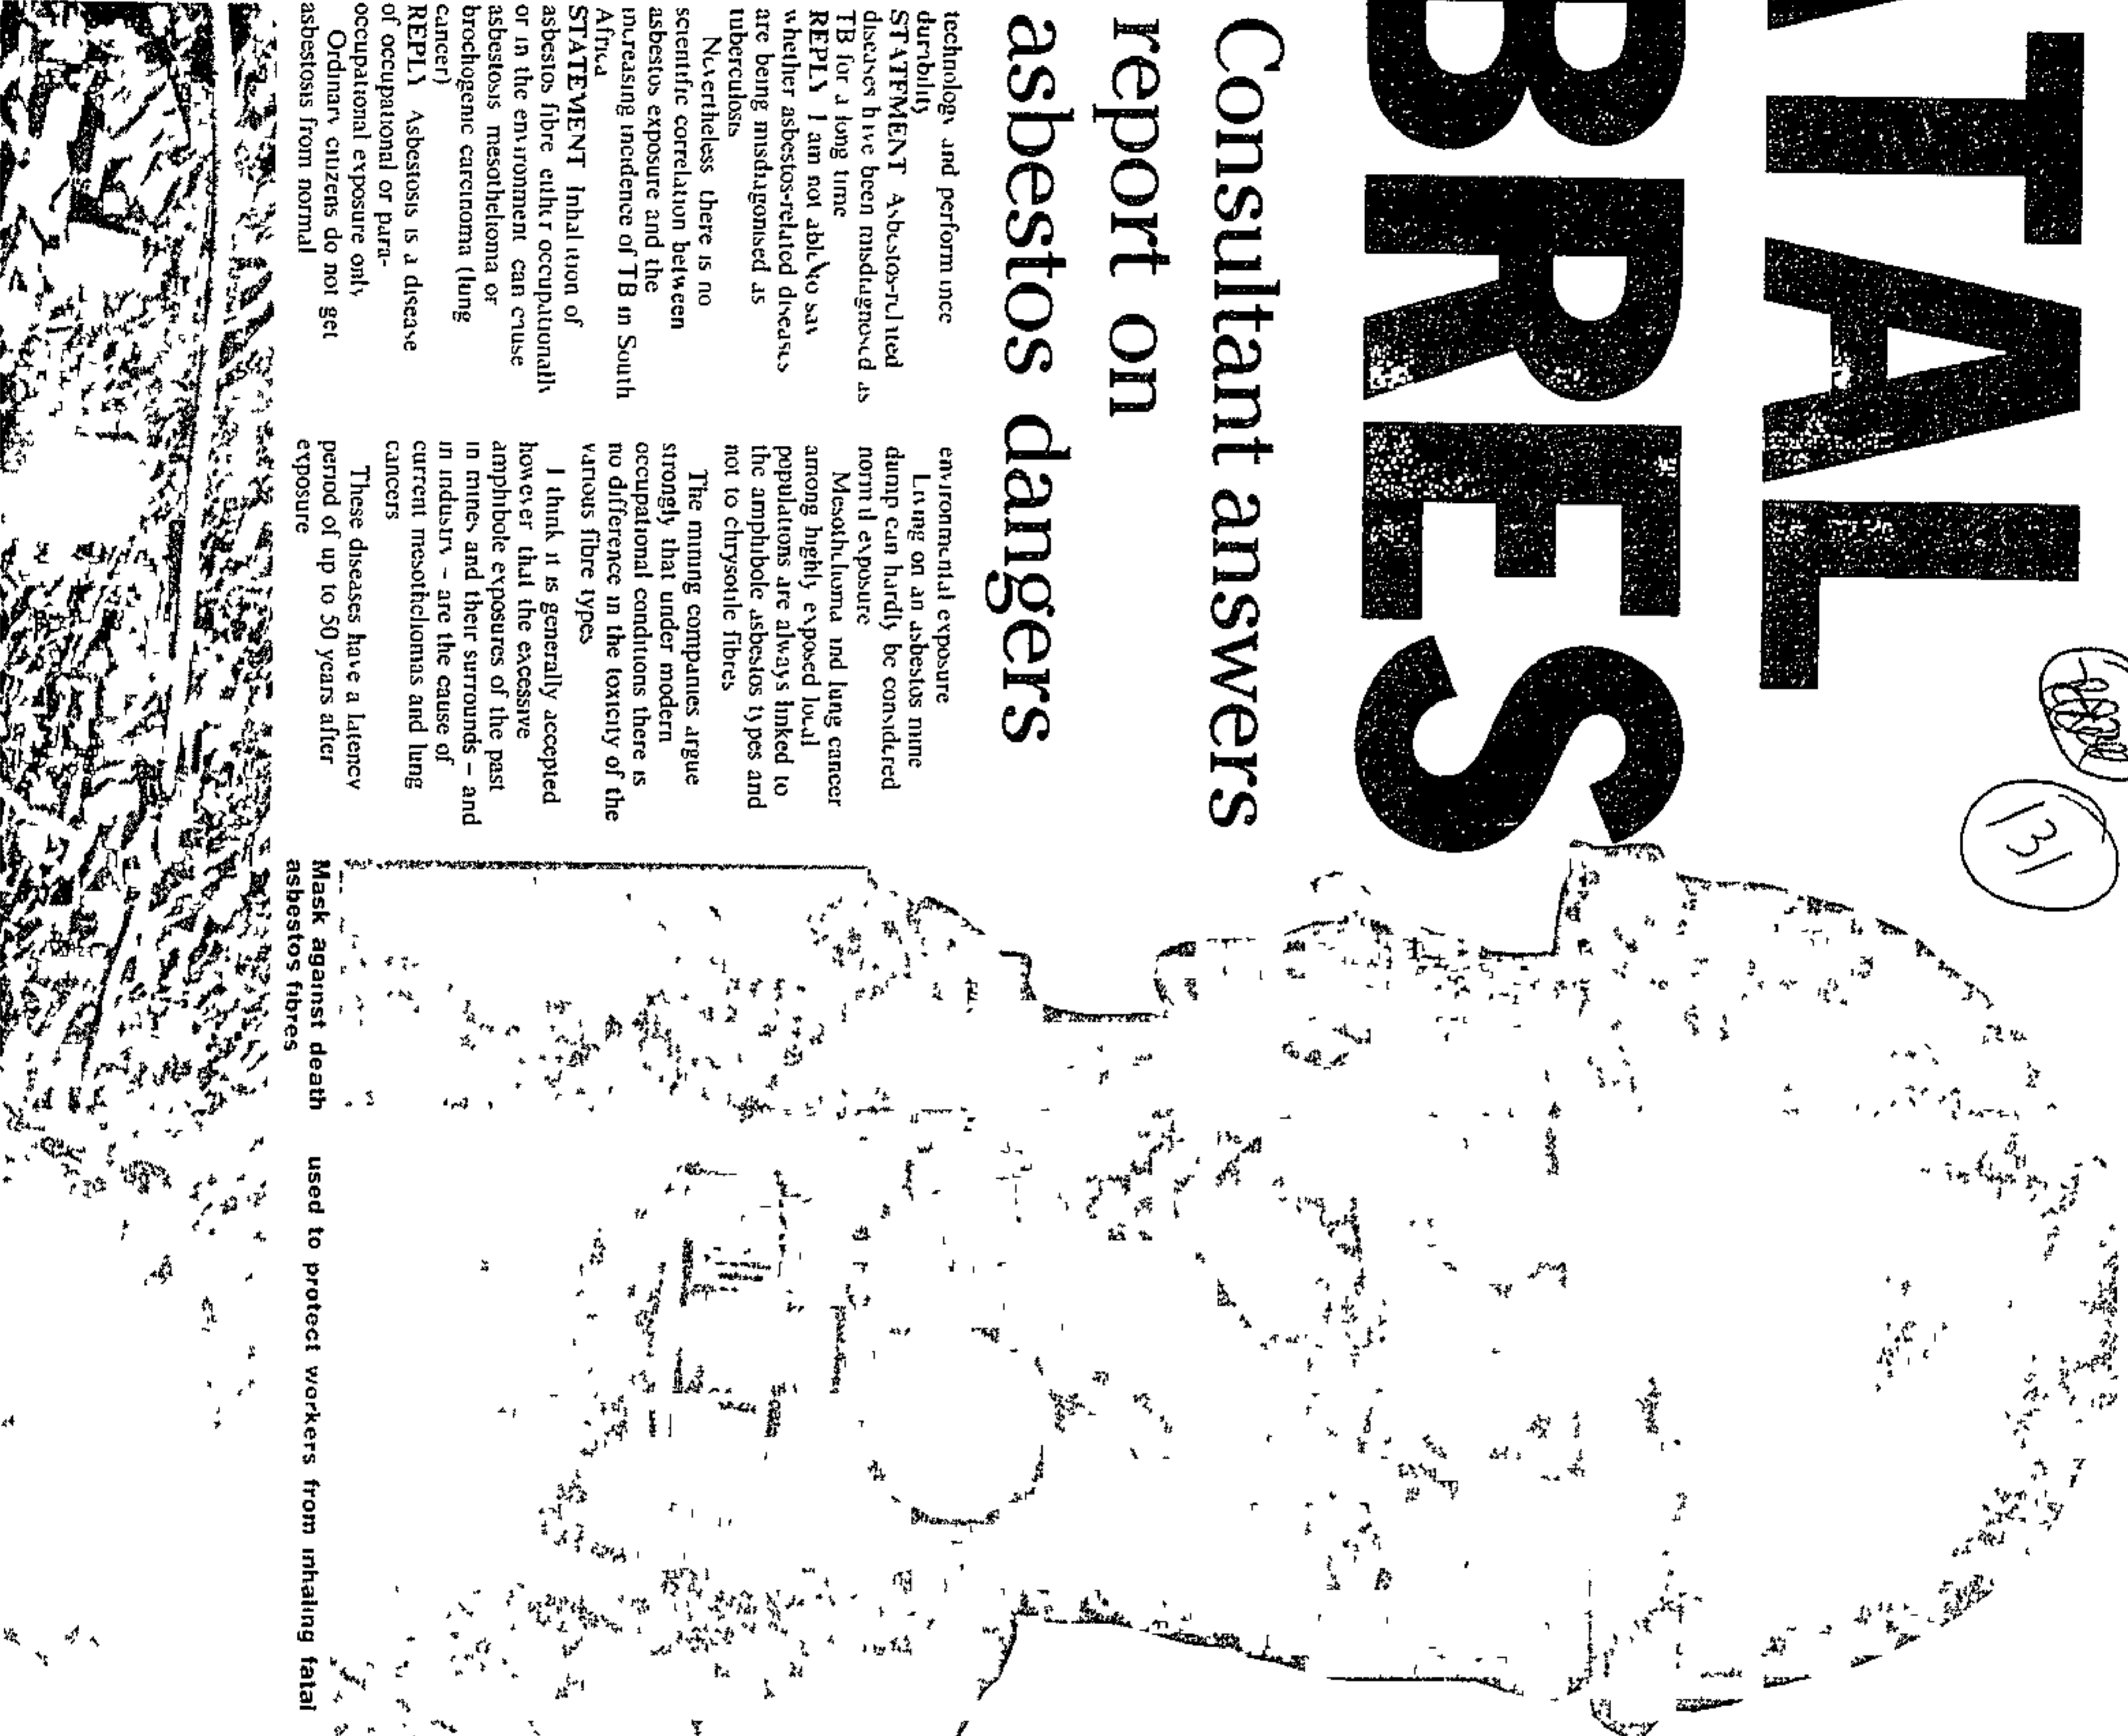 TAL
BRES
131
Consultant answers
report on
asbestos dangers
technology and performance
durability
STATEMENT Asbestos-related
diseases have been misdiagnosed as
TB for a long time
REPLY I am not able to say
whether asbestos-related diseases
are being misdiagonised as
tuberculosis
Nevertheless there is no
scientific correlation between
asbestos exposure and the
increasing incidence of TB in South
Africa
STATEMENT Inhalation of
asbestos fibre either occupationally
or in the environment can cause
asbestosis mesothelioma or
brochogenic carcinoma (lung
cancer)
REPLY Asbestosis is a disease
of occupational or para-
occupational exposure only
Ordinary citizens do not get
asbestosis from normal
environmental exposure
Living on an asbestos mine
dump can hardly be considered
normal exposure
Mesothelioma and lung cancer
among highly exposed local
populations are always linked to
the amphibole asbestos types and
not to chrysotile fibres
The mining companies argue
strongly that under modern
occupational conditions there is
no difference in the toxicity of the
various fibre types
I think it is generally accepted
however that the excessive
amphibole exposures of the past
in mines and their surrounds – and
in industry – are the cause of
current mesotheliomas and lung
cancers
These diseases have a latency
period of up to 50 years after
exposure
Mask against death used to protect workers from inhaling fatal
asbestos fibres